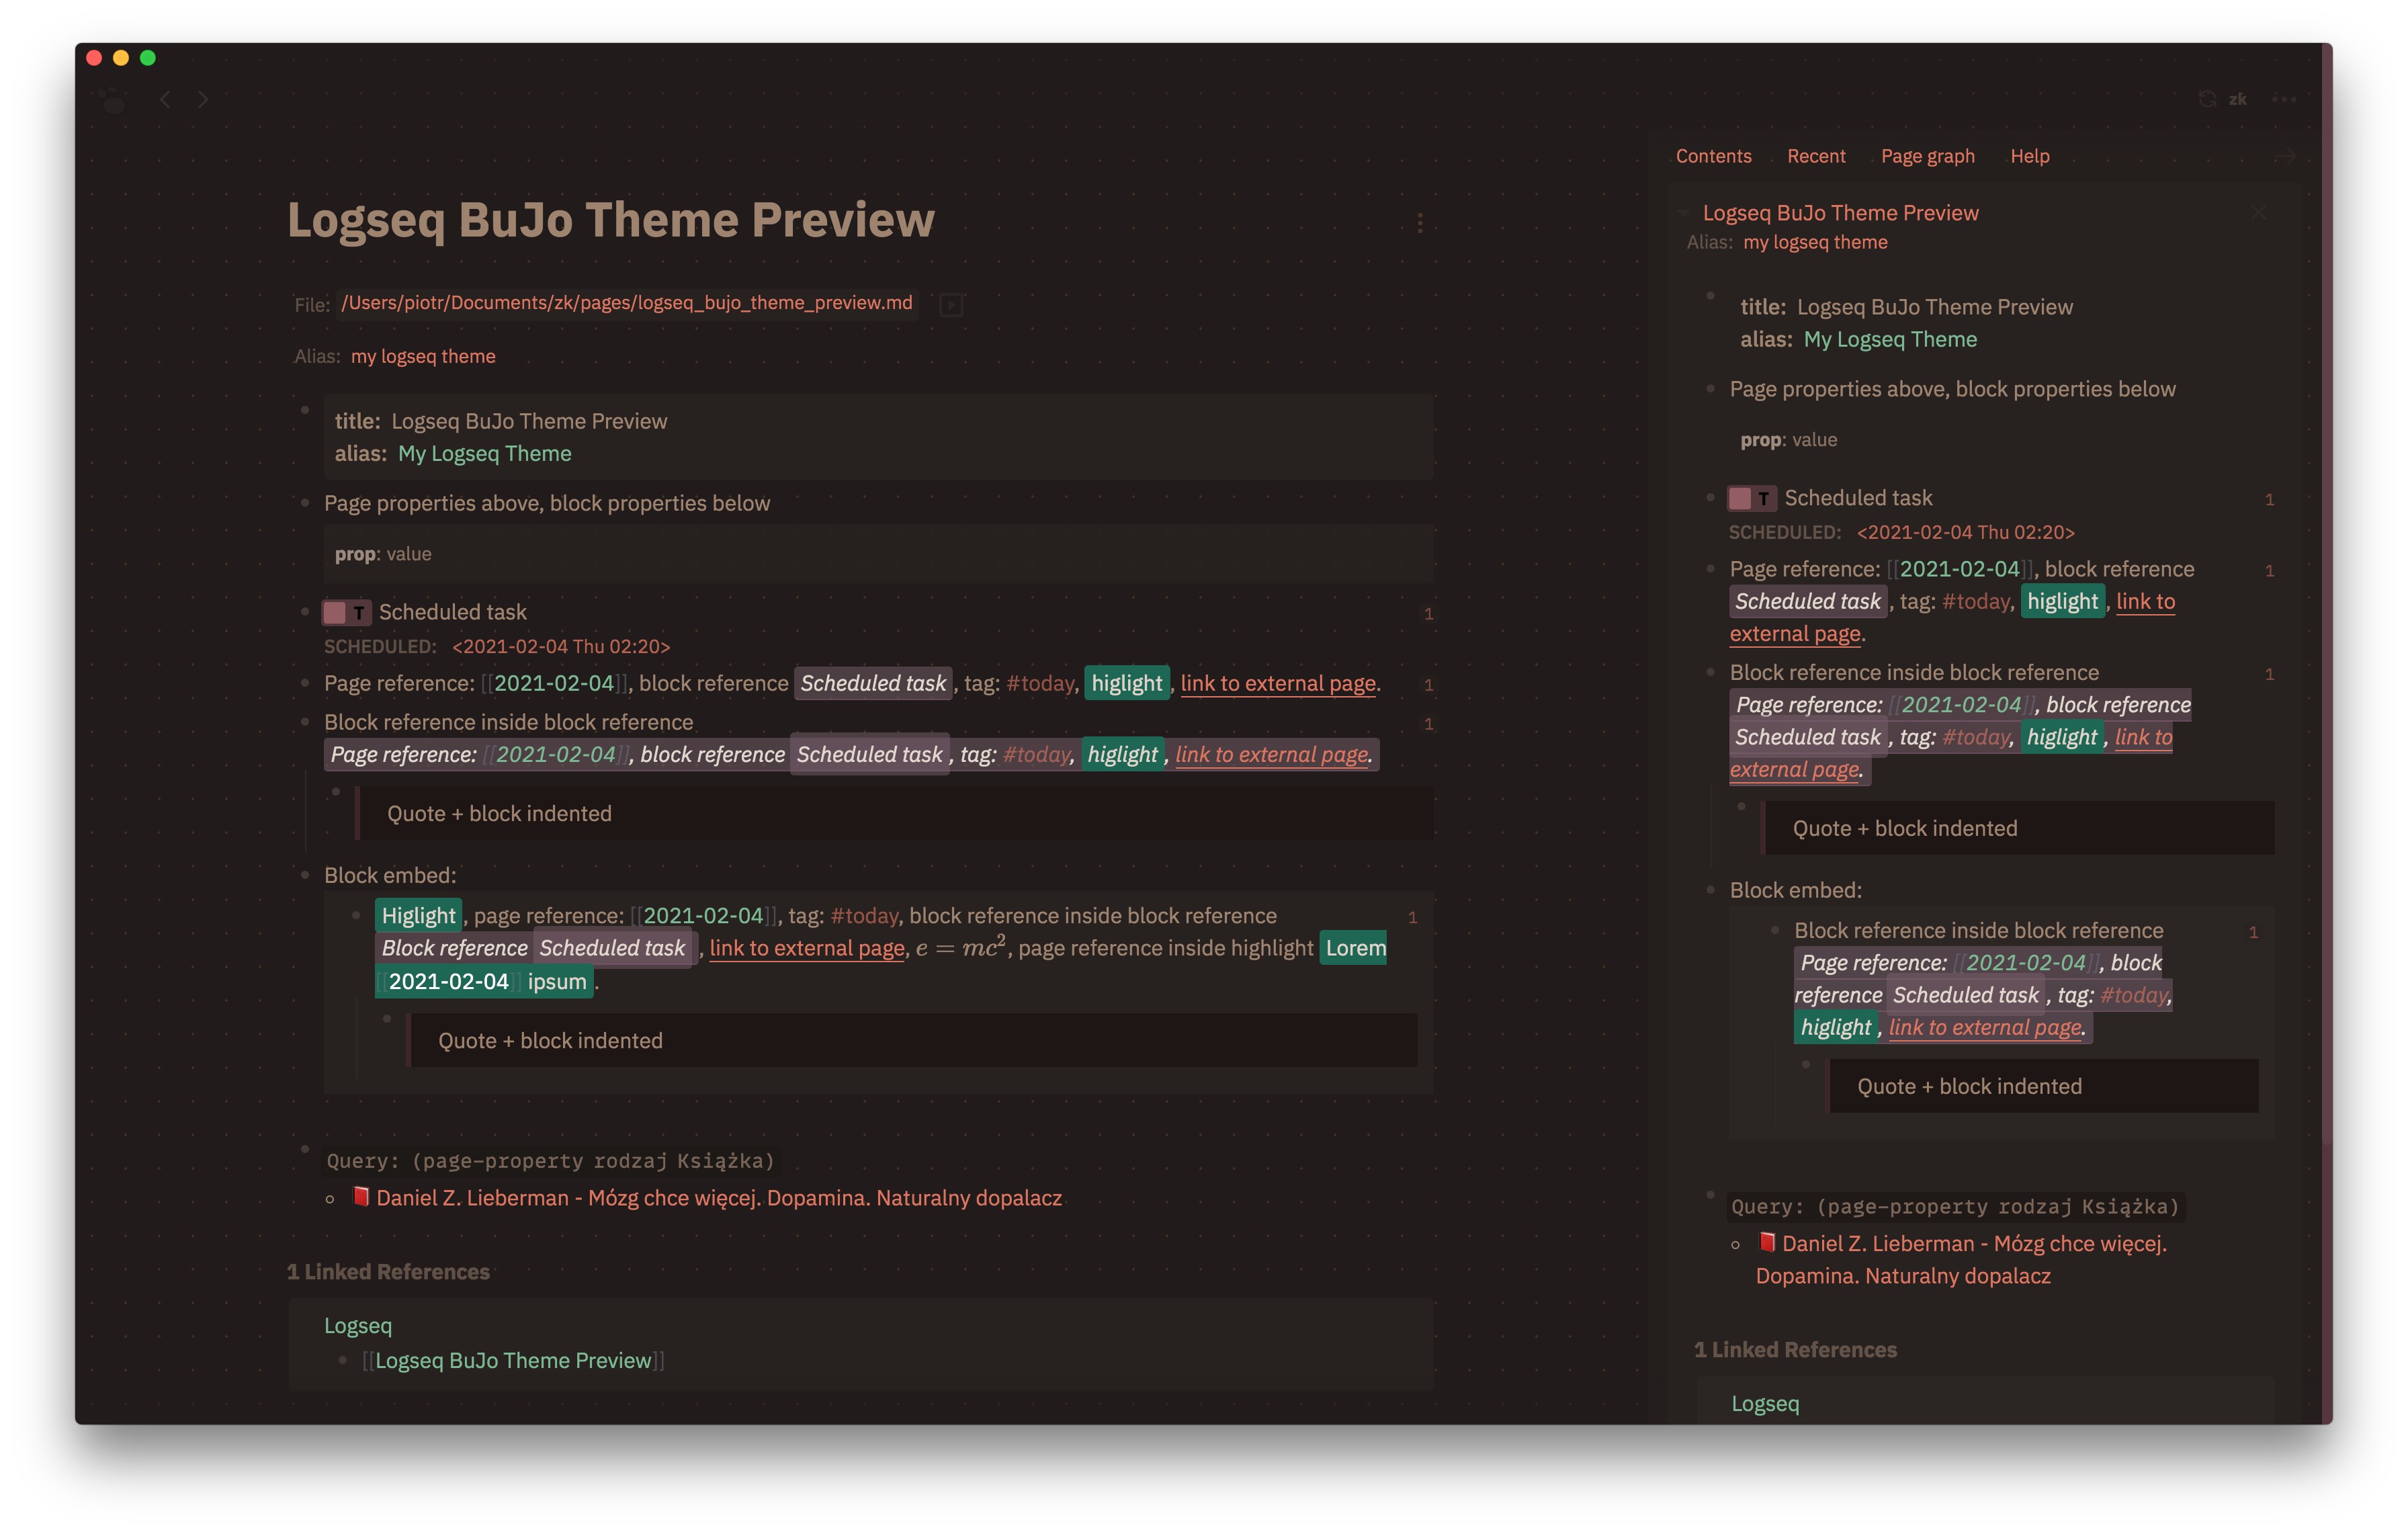 zk
Logseq BuJo Theme Preview
File: /Users/piotr/Documents/zk/pages/logseq_bujo_theme_preview.md
Alias: my logseq theme
title: Logseq BuJo Theme Preview
alias: My Logseq Theme
Page properties above, block properties below
prop: value
T Scheduled task 1
SCHEDULED: <2021-02-04 Thu 02:20>
Page reference: [[2021-02-04]], block reference Scheduled task, tag: #today, higlight, link to external page. 1
Block reference inside block reference 1
Page reference: [[2021-02-04]], block reference Scheduled task, tag: #today, higlight, link to external page.
Quote + block indented
Block embed:
Higlight, page reference: [[2021-02-04]], tag: #today, block reference inside block reference 1
Block reference Scheduled task, link to external page, e = mc², page reference inside highlight Lorem
[[2021-02-04]] ipsum.
Quote + block indented
Query: (page-property rodzaj Książka)
📕 Daniel Z. Lieberman - Mózg chce więcej. Dopamina. Naturalny dopalacz
1 Linked References
Logseq
[[Logseq BuJo Theme Preview]]
Contents Recent Page graph Help
Logseq BuJo Theme Preview
Alias: my logseq theme
title: Logseq BuJo Theme Preview
alias: My Logseq Theme
Page properties above, block properties below
prop: value
T Scheduled task 1
SCHEDULED: <2021-02-04 Thu 02:20>
Page reference: [[2021-02-04]], block reference 1
Scheduled task, tag: #today, higlight, link to
external page.
Block reference inside block reference 1
Page reference: [[2021-02-04]], block reference
Scheduled task, tag: #today, higlight, link to
external page.
Quote + block indented
Block embed:
Block reference inside block reference 1
Page reference: [[2021-02-04]], block
reference Scheduled task, tag: #today,
higlight, link to external page.
Quote + block indented
Query: (page-property rodzaj Książka)
📕 Daniel Z. Lieberman - Mózg chce więcej.
Dopamina. Naturalny dopalacz
1 Linked References
Logseq